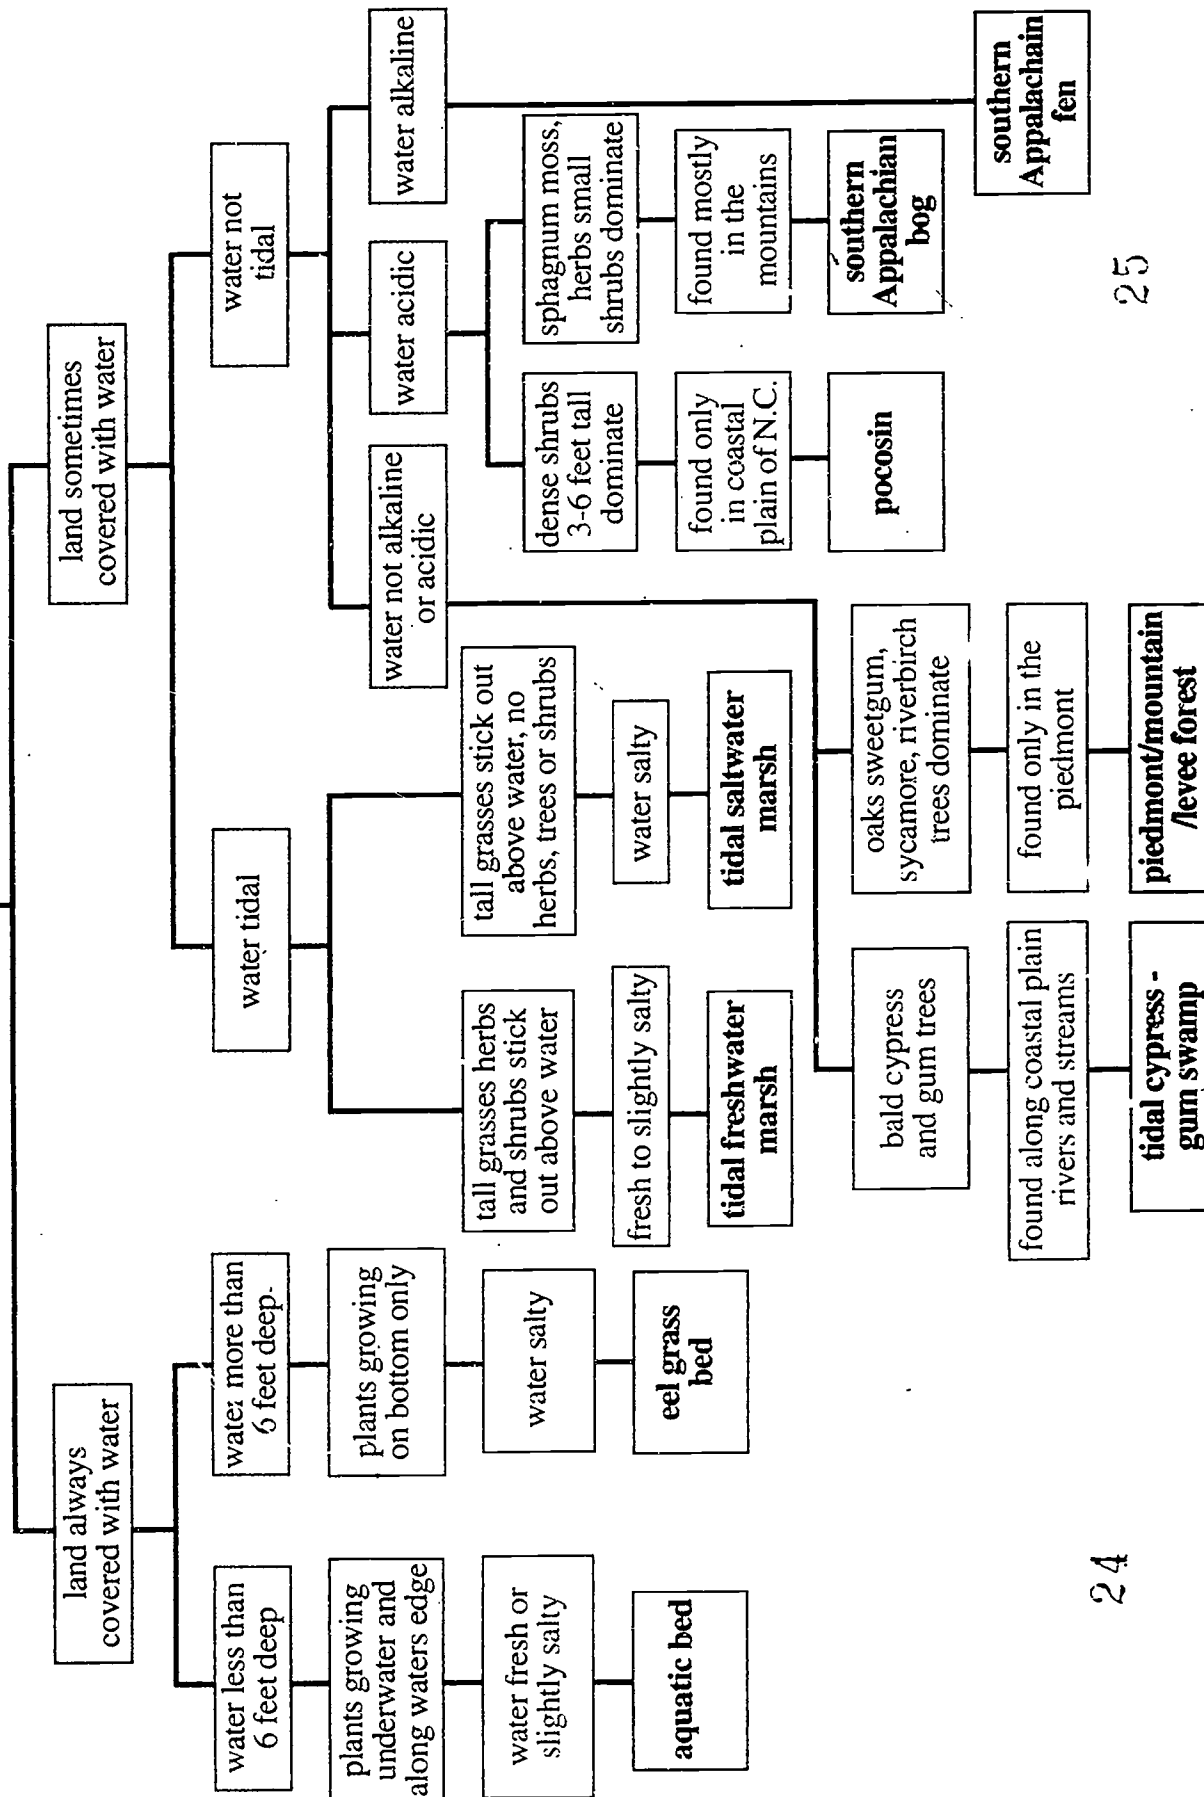 land always
covered with water
land sometimes
covered with water
water less than
6 feet deep
water more than
6 feet deep-
water tidal
water not
tidal
plants growing
underwater and
along waters edge
plants growing
on bottom only
water not alkaline
or acidic
water acidic
water alkaline
water fresh or
slightly salty
water salty
tall grasses herbs
and shrubs stick
out above water
tall grasses stick out
above water, no
herbs, trees or shrubs
dense shrubs
3-6 feet tall
dominate
sphagnum moss,
herbs small
shrubs dominate
aquatic bed
eel grass
bed
fresh to slightly salty
water salty
found only
in coastal
plain of N.C.
found mostly
in the
mountains
tidal freshwater
marsh
tidal saltwater
marsh
pocosin
southern
Appalachian
bog
southern
Appalachain
fen
bald cypress
and gum trees
oaks sweetgum,
sycamore, riverbirch
trees dominate
found along coastal plain
rivers and streams
found only in the
piedmont
tidal cypress -
gum swamp
piedmont/mountain
/levee forest
24
25